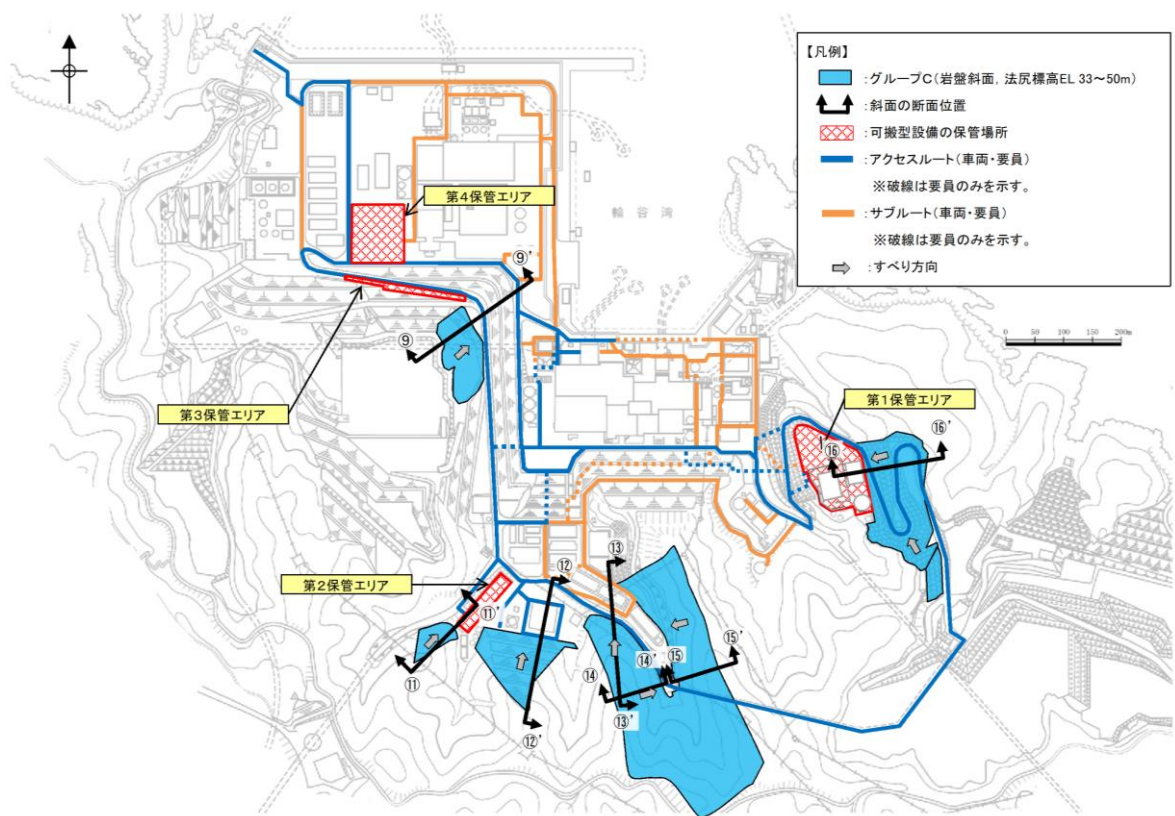 【凡例】
:グループC(岩盤斜面, 法尻標高EL 33～50m)
:斜面の断面位置
:可搬型設備の保管場所
:アクセスルート(車両・要員)
※破線は要員のみを示す。
:サブルート(車両・要員)
※破線は要員のみを示す。
:すべり方向
0 50 100 150 200m
第4保管エリア
輪谷湾
⑨'
⑨
第3保管エリア
第1保管エリア
⑯
⑯'
第2保管エリア
⑪'
⑪
⑫
⑫'
⑬
⑬'
⑭
⑭'
⑮
⑮'